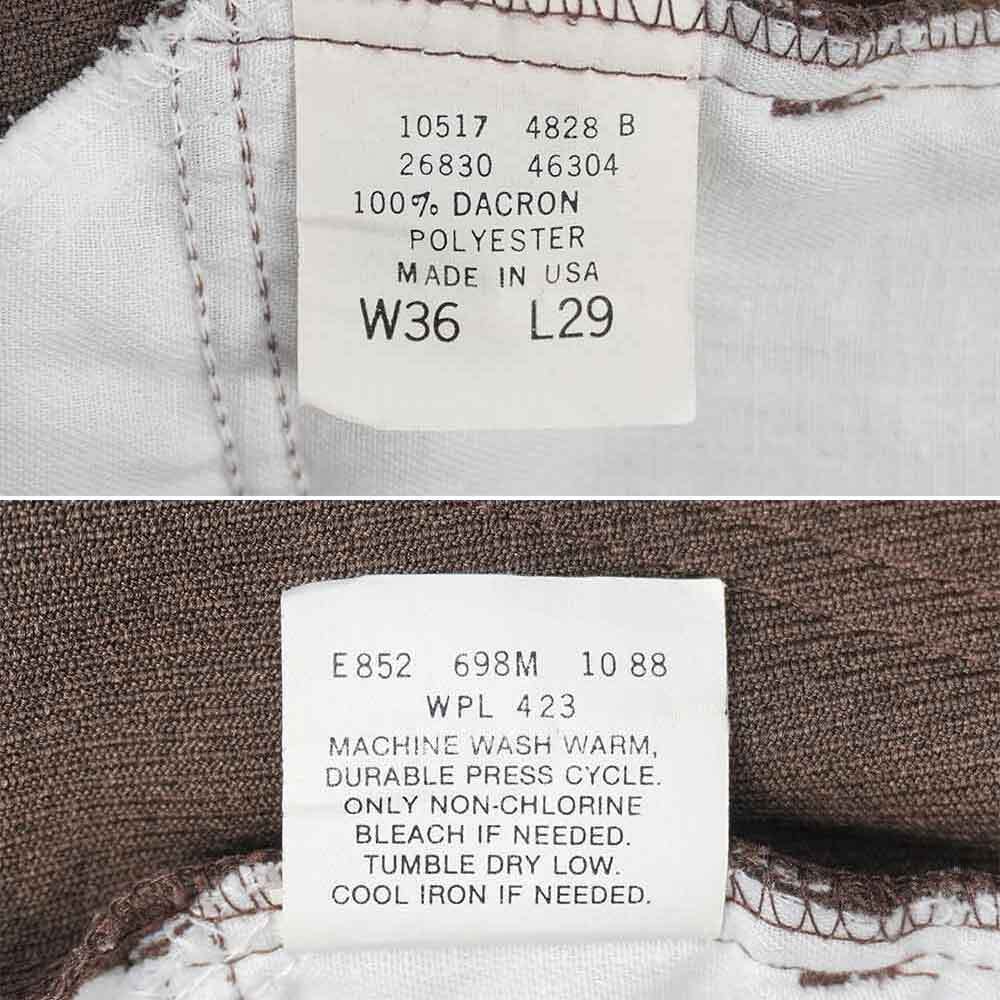 10517 4828 B
26830 46304
100% DACRON
POLYESTER
MADE IN USA
W36 L29
E852 698M 10 88
WPL 423
MACHINE WASH WARM,
DURABLE PRESS CYCLE.
ONLY NON-CHLORINE
BLEACH IF NEEDED.
TUMBLE DRY LOW.
COOL IRON IF NEEDED.